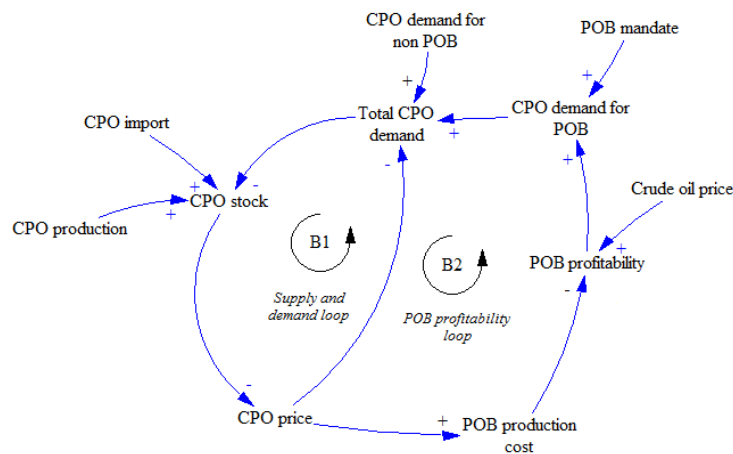 CPO demand for
non POB
POB mandate
+
+
Total CPO
demand
+
CPO demand for
POB
+
-
CPO import
+
-
CPO stock
+
CPO production
Crude oil price
+
POB profitability
-
B1
B2
Supply and
demand loop
POB profitability
loop
-
CPO price
+
POB production
cost